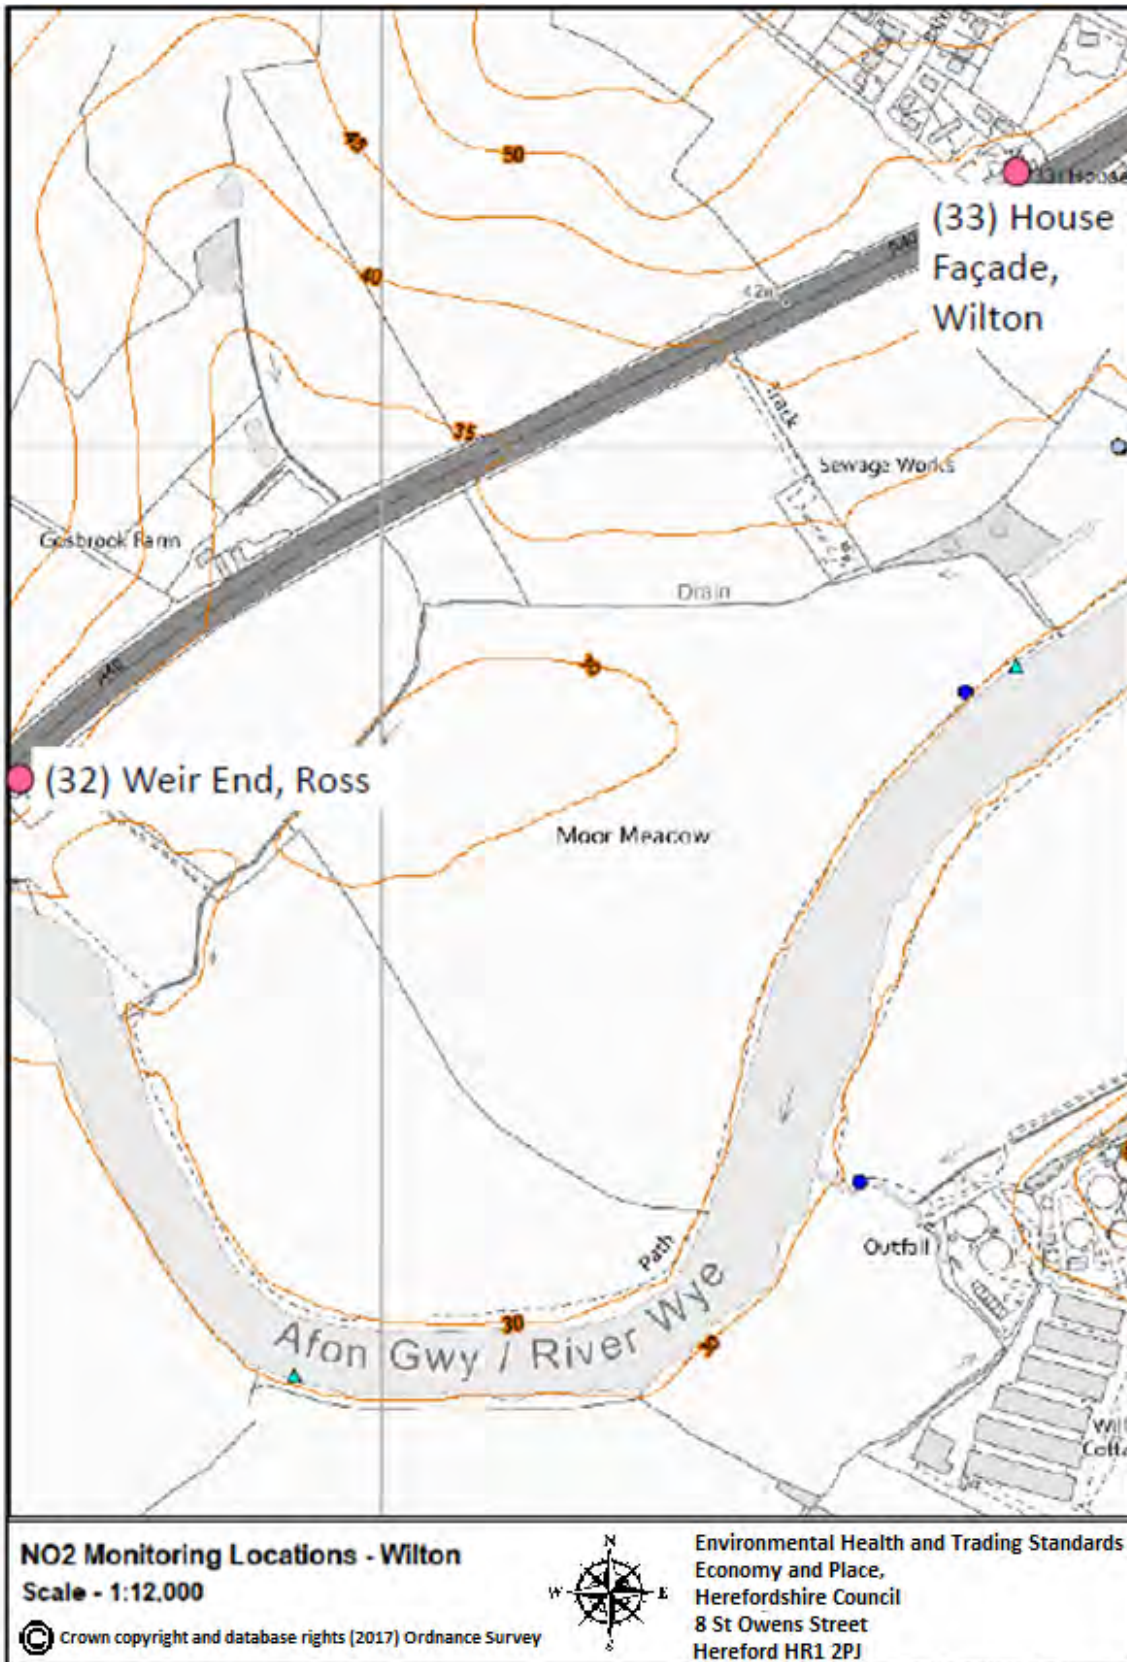 50
40
(33) House
Façade,
Wilton
35
Track
Sewage Works
Gosbrook Farm
Drain
A40
(32) Weir End, Ross
Moor Meadow
Path
Outfall
30
Afon Gwy / River Wye
NO2 Monitoring Locations - Wilton
Scale - 1:12,000
© Crown copyright and database rights (2017) Ordnance Survey
N
W
E
S
Environmental Health and Trading Standards
Economy and Place,
Herefordshire Council
8 St Owens Street
Hereford HR1 2PJ